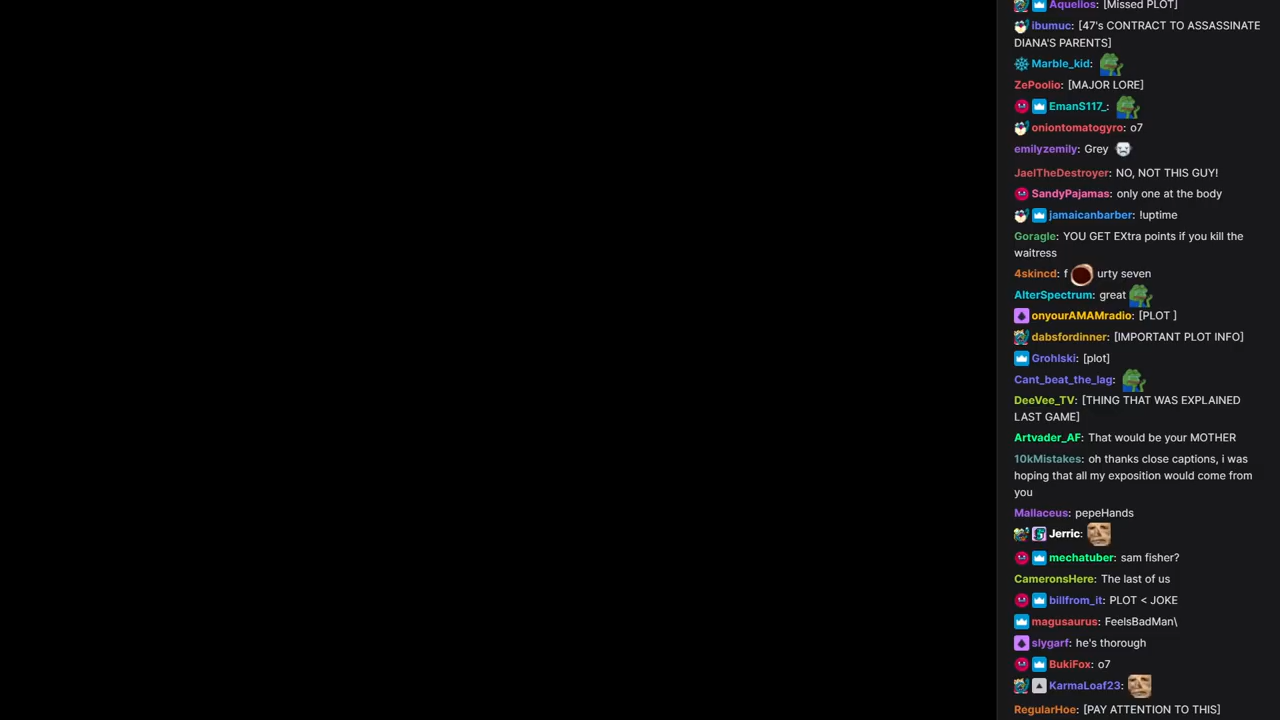 Aquelios: [Missed PLOT]
ibumuc: [47's CONTRACT TO ASSASSINATE
DIANA'S PARENTS]
Marble_kid:
ZePoolio: [MAJOR LORE]
EmanS117_:
oniontomatogyro: o7
emilyzemily: Grey
JaelTheDestroyer: NO, NOT THIS GUY!
SandyPajamas: only one at the body
jamaicanbarber: !uptime
Goragle: YOU GET EXtra points if you kill the
waitress
4skincd: f urty seven
AlterSpectrum: great
onyourAMAMradio: [PLOT ]
dabsfordinner: [IMPORTANT PLOT INFO]
Grohlski: [plot]
Cant_beat_the_lag:
DeeVee_TV: [THING THAT WAS EXPLAINED
LAST GAME]
Artvader_AF: That would be your MOTHER
10kMistakes: oh thanks close captions, i was
hoping that all my exposition would come from
you
Mallaceus: pepeHands
Jerric:
mechatuber: sam fisher?
CameronsHere: The last of us
billfrom_it: PLOT < JOKE
magusaurus: FeelsBadMan\
slygarf: he's thorough
BukiFox: o7
KarmaLoaf23:
RegularHoe: [PAY ATTENTION TO THIS]